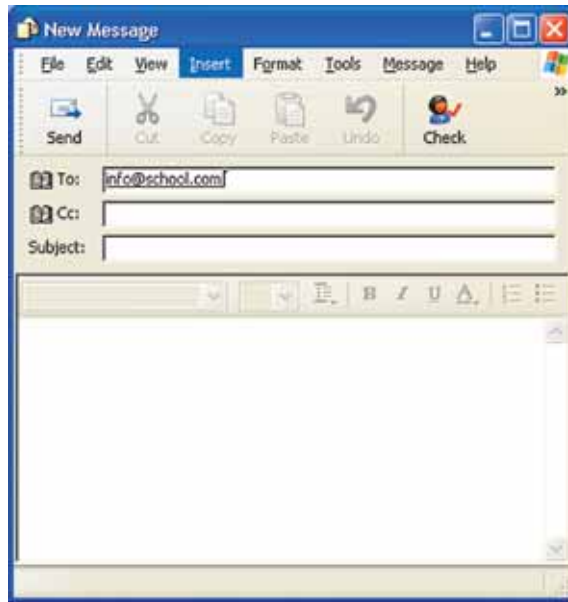 New Message
File Edit View Insert Format Tools Message Help
Send Cut Copy Paste Undo Check »
To: info@school.com
Cc:
Subject:
B I U A